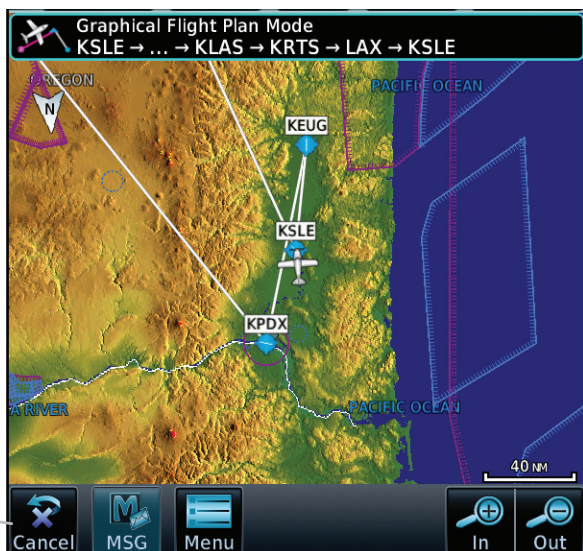 Graphical Flight Plan Mode
KSLE → ... → KLAS → KRTS → LAX → KSLE
OREGON
PACIFIC OCEAN
N
KEUG
KSLE
KPDX
A RIVER
PACIFIC OCEAN
40 NM
Cancel
MSG
Menu
In
Out